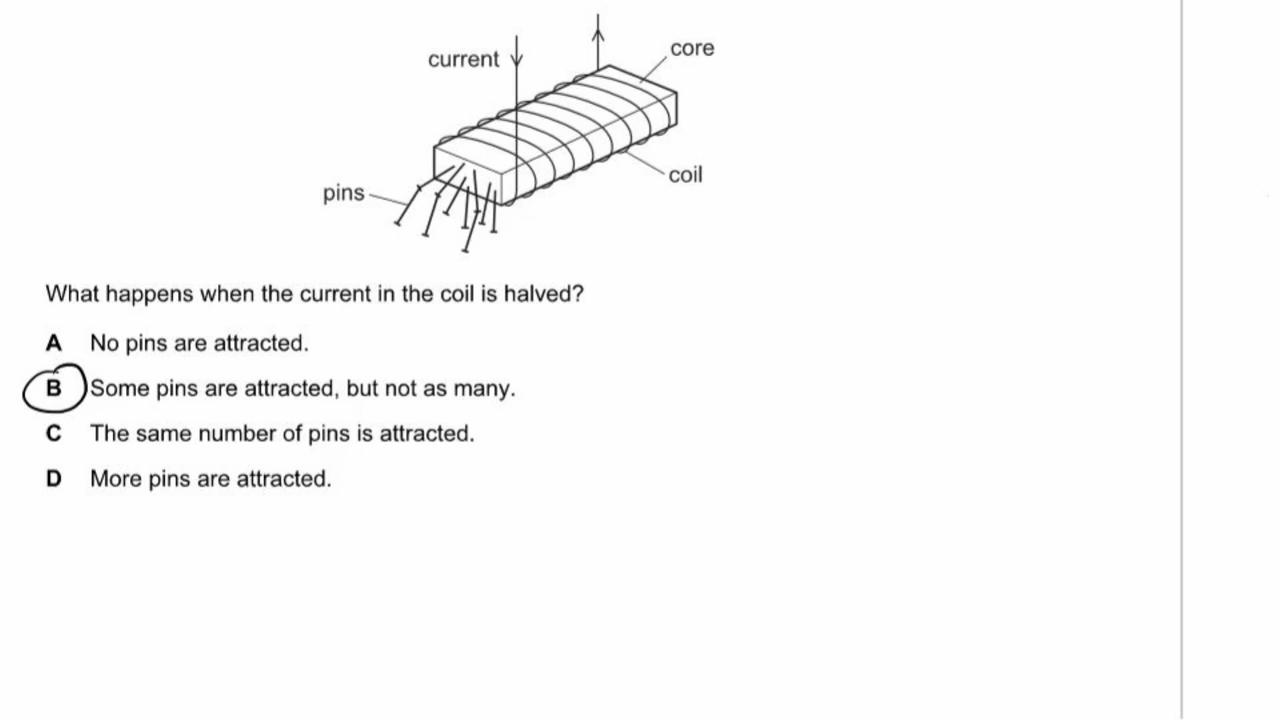 core
current
coil
pins
What happens when the current in the coil is halved?
A No pins are attracted.
B Some pins are attracted, but not as many.
C The same number of pins is attracted.
D More pins are attracted.